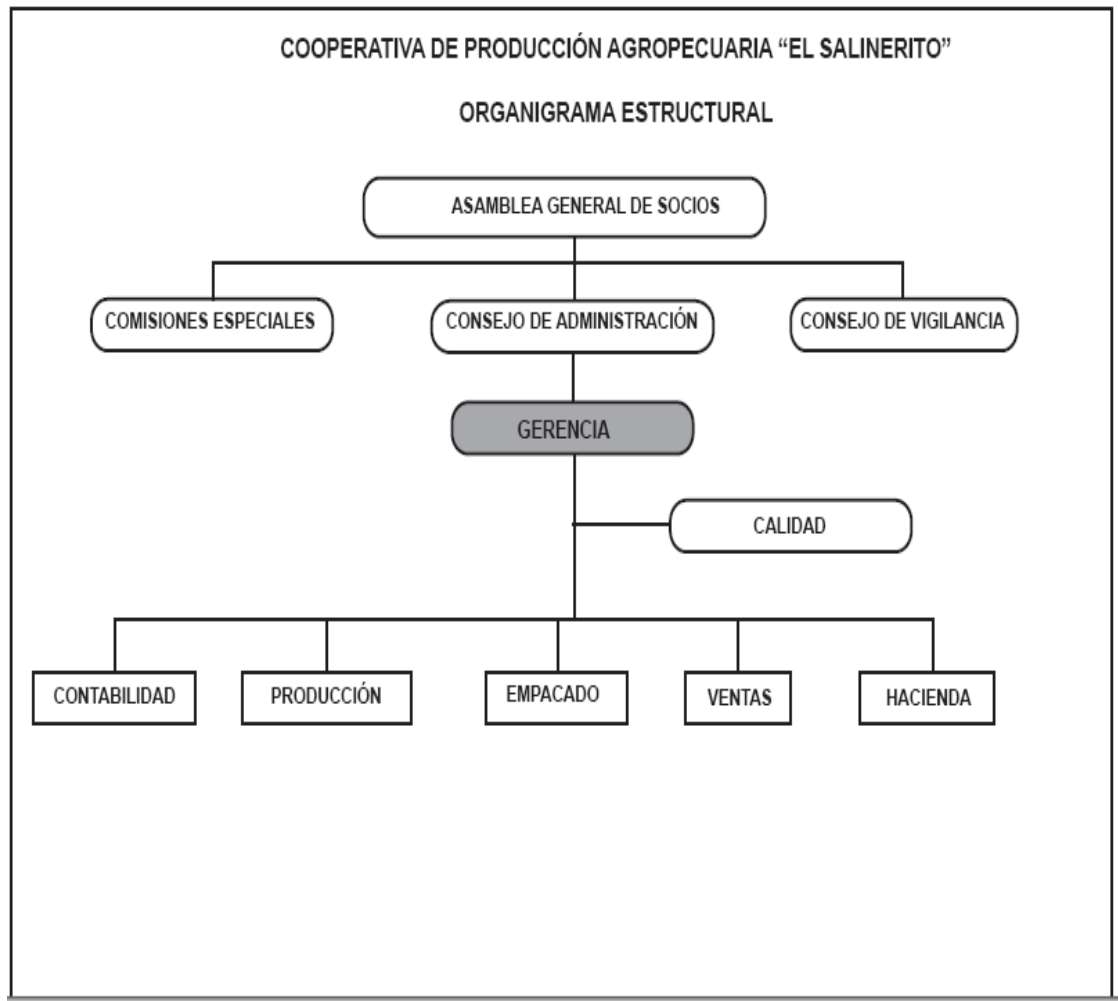 COOPERATIVA DE PRODUCCIÓN AGROPECUARIA “EL SALINERITO”
ORGANIGRAMA ESTRUCTURAL
ASAMBLEA GENERAL DE SOCIOS
COMISIONES ESPECIALES
CONSEJO DE ADMINISTRACIÓN
CONSEJO DE VIGILANCIA
GERENCIA
CALIDAD
CONTABILIDAD
PRODUCCIÓN
EMPACADO
VENTAS
HACIENDA